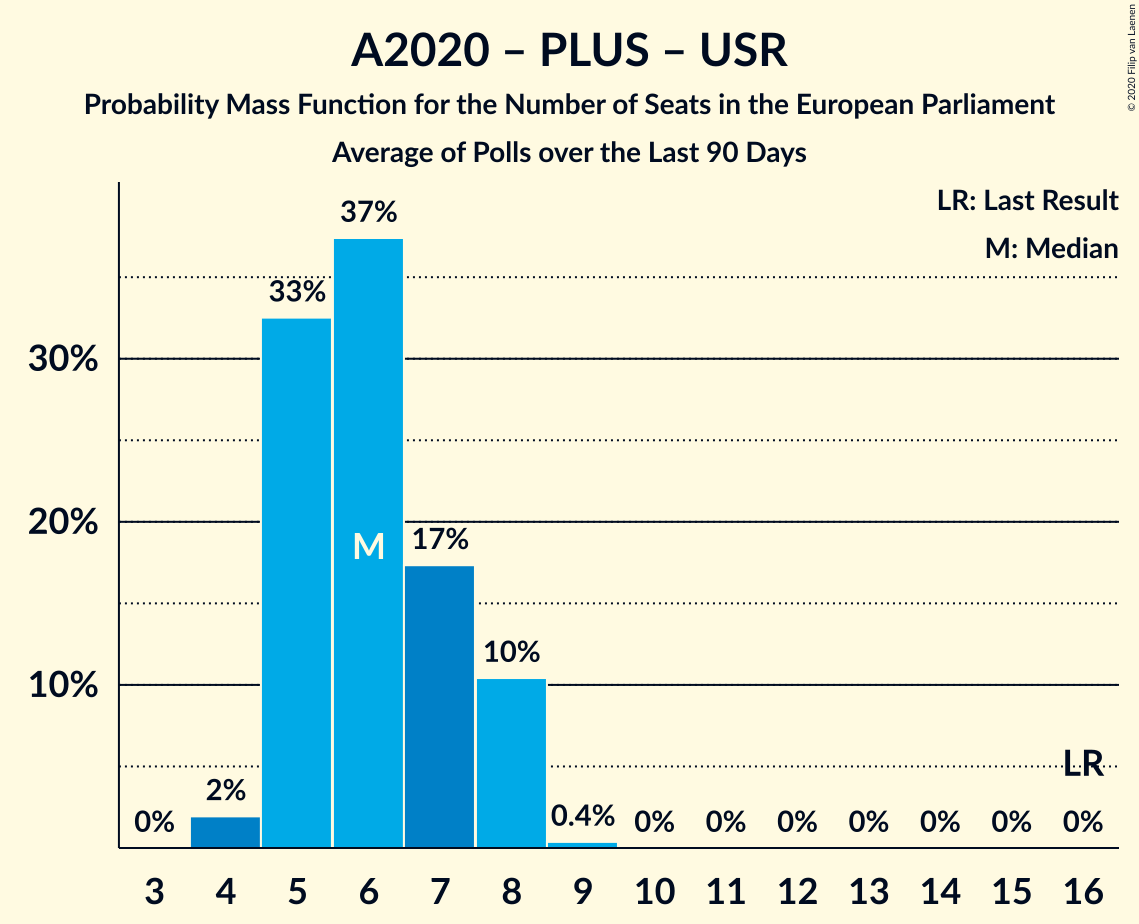 A2020 – PLUS – USR
Probability Mass Function for the Number of Seats in the European Parliament
Average of Polls over the Last 90 Days
© 2020 Filip van Laenen
LR: Last Result
M: Median
37%
33%
30%
20%
M
17%
10%
10%
LR
2%
0%
0.4%
0%
0%
0%
0%
0%
0%
0%
3 4 5 6 7 8 9 10 11 12 13 14 15 16